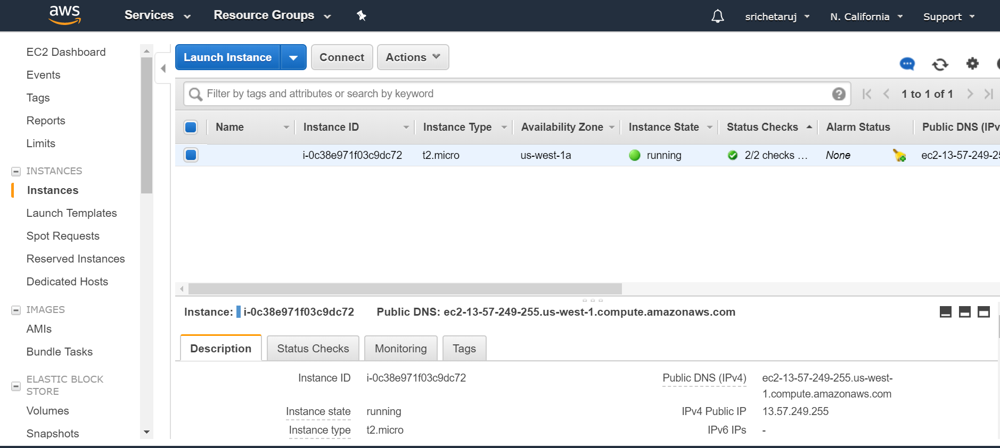 aws Services Resource Groups srichetaruj N. California Support
EC2 Dashboard
Events
Tags
Reports
Limits
INSTANCES
Instances
Launch Templates
Spot Requests
Reserved Instances
Dedicated Hosts
IMAGES
AMIs
Bundle Tasks
ELASTIC BLOCK
STORE
Volumes
Snapshots
Launch Instance Connect Actions
Filter by tags and attributes or search by keyword ? 1 to 1 of 1
Name Instance ID Instance Type Availability Zone Instance State Status Checks Alarm Status Public DNS (IPv
i-0c38e971f03c9dc72 t2.micro us-west-1a running 2/2 checks ... None ec2-13-57-249-25
Instance: i-0c38e971f03c9dc72 Public DNS: ec2-13-57-249-255.us-west-1.compute.amazonaws.com
Description Status Checks Monitoring Tags
Instance ID i-0c38e971f03c9dc72 Public DNS (IPv4) ec2-13-57-249-255.us-west-
1.compute.amazonaws.com
Instance state running IPv4 Public IP 13.57.249.255
Instance type t2.micro IPv6 IPs -